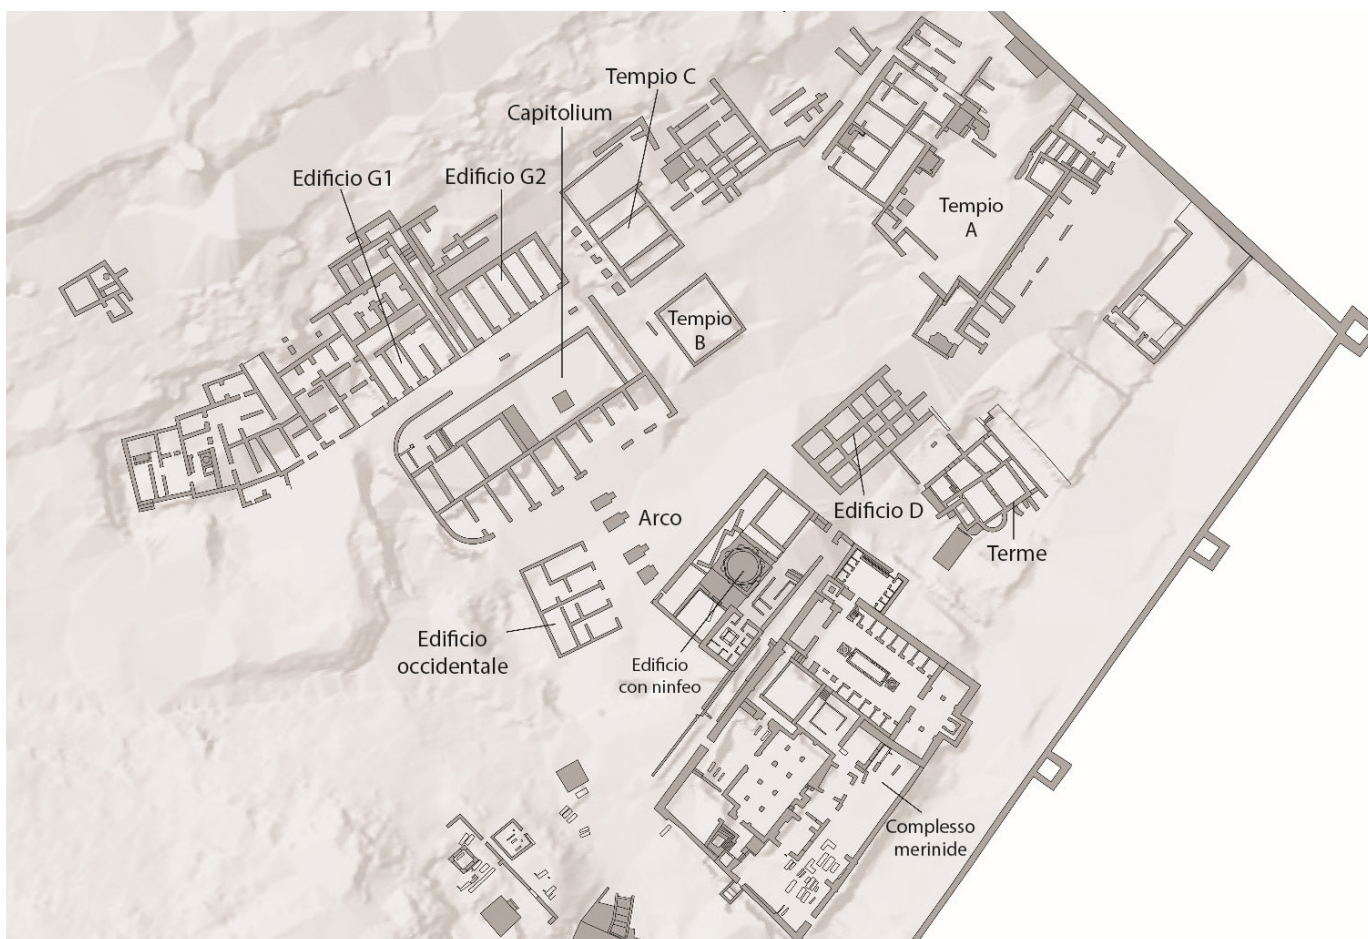 Tempio C
Capitolium
Edificio G1
Edificio G2
Tempio
A
Tempio
B
Edificio D
Arco
Terme
Edificio
occidentale
Edificio
con ninfeo
Complesso
merinide